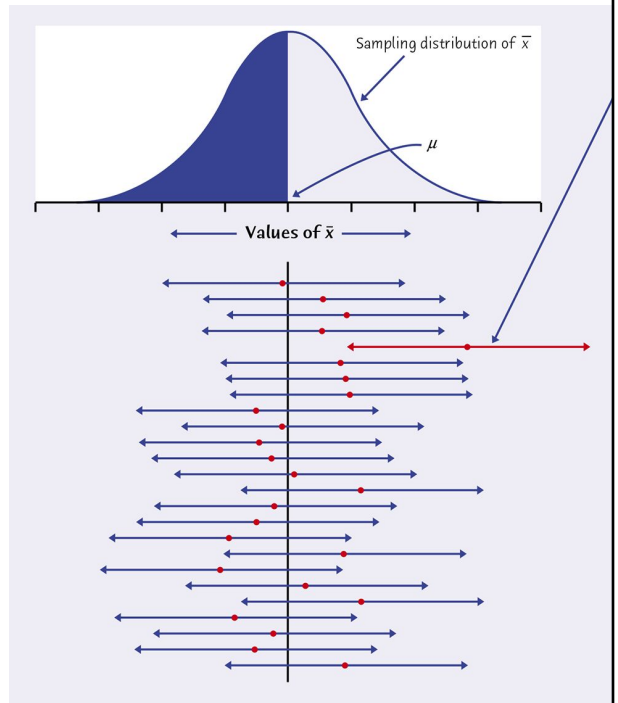 Sampling distribution of x̄
μ
Values of x̄